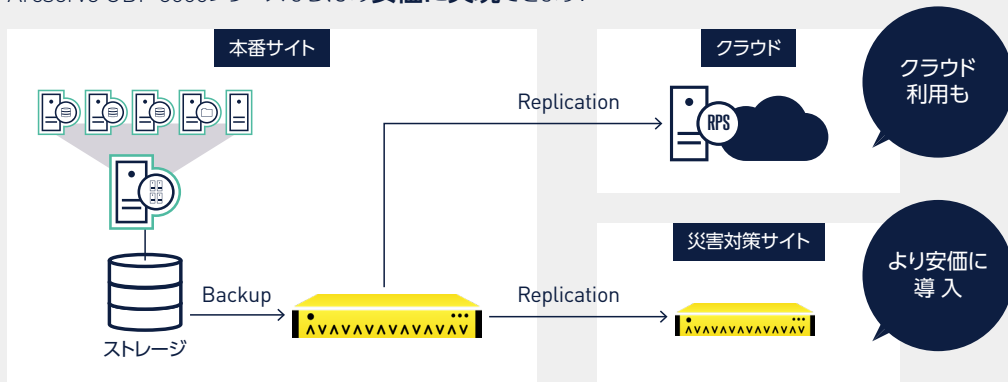 本番サイト
クラウド
クラウド
利用も
Replication
RPS
災害対策サイト
より安価に
導入
Backup
Replication
ストレージ